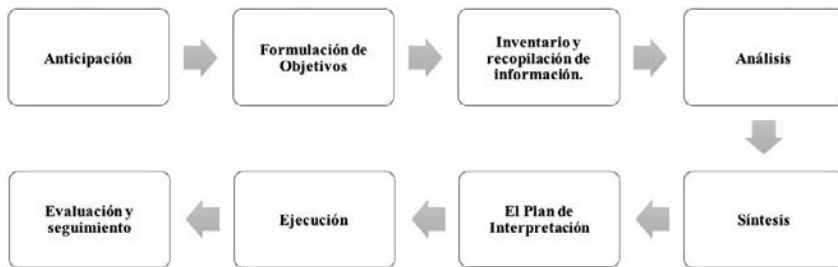 Anticipación
Formulación de
Objetivos
Inventario y
recopilación de
información.
Análisis
Síntesis
El Plan de
Interpretación
Ejecución
Evaluación y
seguimiento